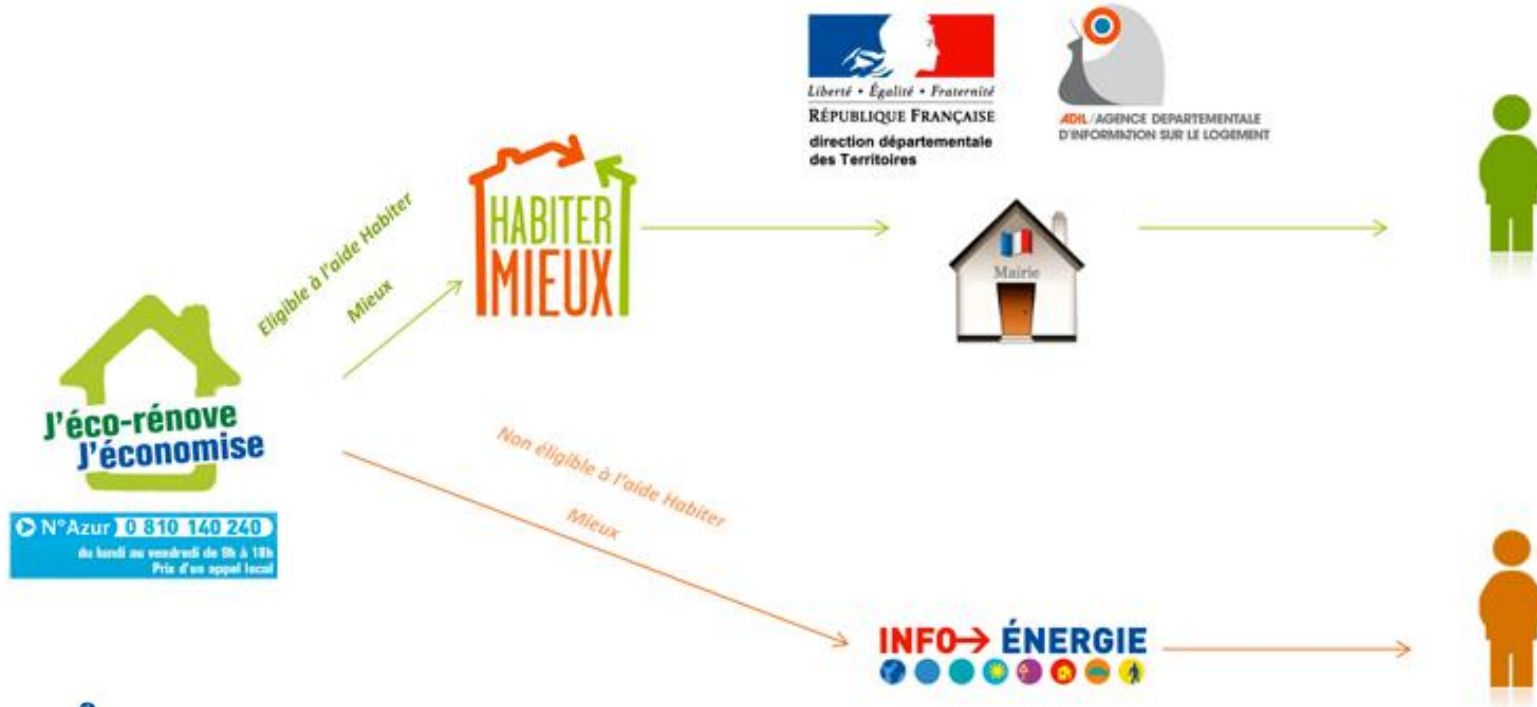 Liberté • Égalité • Fraternité
RÉPUBLIQUE FRANÇAISE
direction départementale
des Territoires
ADIL/AGENCE DEPARTEMENTALE
D'INFORMATION SUR LE LOGEMENT
Eligible à l'aide Habiter
Mieux
HABITER
MIEUX
Mairie
J'éco-rénove
J'économise
N°Azur 0 810 140 240
du lundi au vendredi de 9h à 18h
Prix d'un appel local
Non éligible à l'aide Habiter
Mieux
INFO→ ÉNERGIE